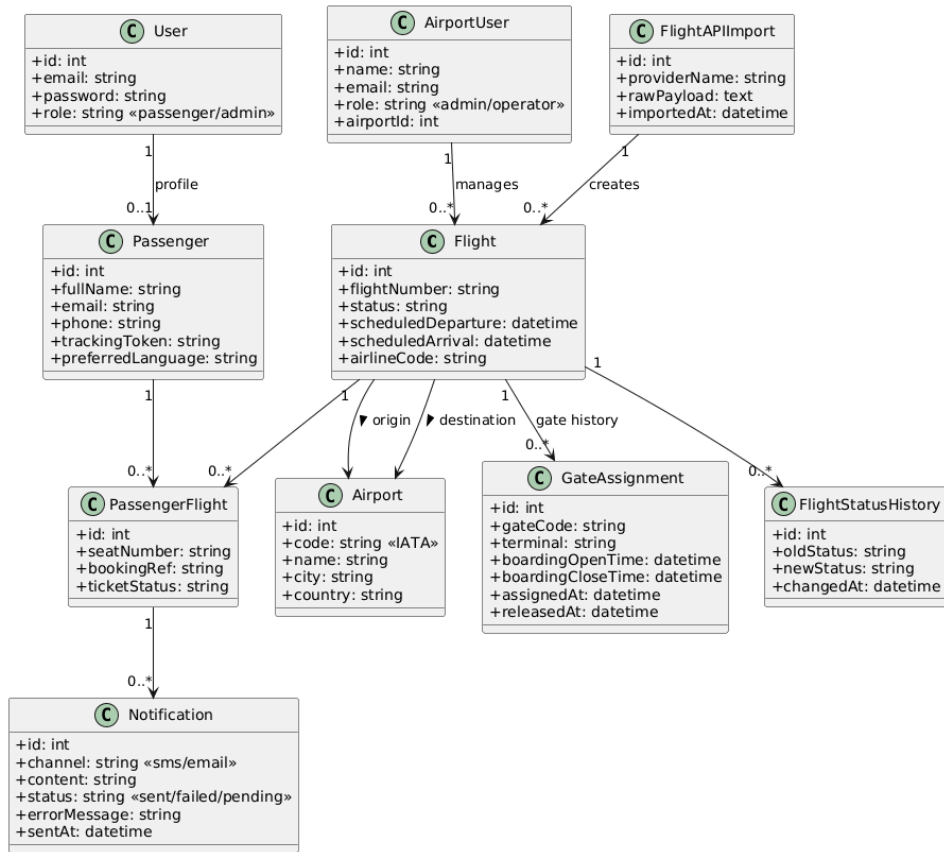 C User
+id: int
+email: string
+password: string
+role: string «passenger/admin»
C AirportUser
+id: int
+name: string
+email: string
+role: string «admin/operator»
+airportId: int
C FlightAPIImport
+id: int
+providerName: string
+rawPayload: text
+importedAt: datetime
1
profile
0..1
1
manages
0..*
1
creates
0..*
C Passenger
+id: int
+fullName: string
+email: string
+phone: string
+trackingToken: string
+preferredLanguage: string
C Flight
+id: int
+flightNumber: string
+status: string
+scheduledDeparture: datetime
+scheduledArrival: datetime
+airlineCode: string
1
0..*
1
0..*
origin
destination
1
gate history
0..*
1
0..*
C PassengerFlight
+id: int
+seatNumber: string
+bookingRef: string
+ticketStatus: string
C Airport
+id: int
+code: string «IATA»
+name: string
+city: string
+country: string
C GateAssignment
+id: int
+gateCode: string
+terminal: string
+boardingOpenTime: datetime
+boardingCloseTime: datetime
+assignedAt: datetime
+releasedAt: datetime
C FlightStatusHistory
+id: int
+oldStatus: string
+newStatus: string
+changedAt: datetime
1
0..*
C Notification
+id: int
+channel: string «sms/email»
+content: string
+status: string «sent/failed/pending»
+errorMessage: string
+sentAt: datetime